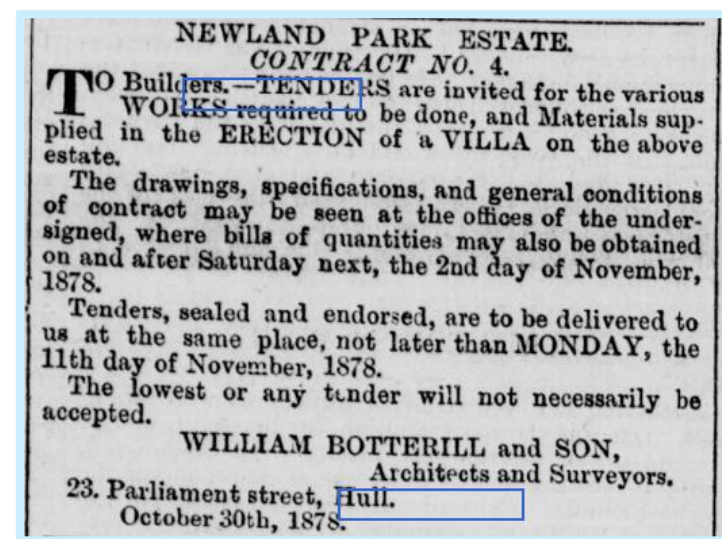 NEWLAND PARK ESTATE.
CONTRACT NO. 4.
TO Builders.—TENDERS are invited for the various
WORKS required to be done, and Materials sup-
plied in the ERECTION of a VILLA on the above
estate.
The drawings, specifications, and general conditions
of contract may be seen at the offices of the under-
signed, where bills of quantities may also be obtained
on and after Saturday next, the 2nd day of November,
1878.
Tenders, sealed and endorsed, are to be delivered to
us at the same place, not later than MONDAY, the
11th day of November, 1878.
The lowest or any tender will not necessarily be
accepted.
WILLIAM BOTTERILL and SON,
Architects and Surveyors.
23. Parliament street, Hull.
October 30th, 1878.